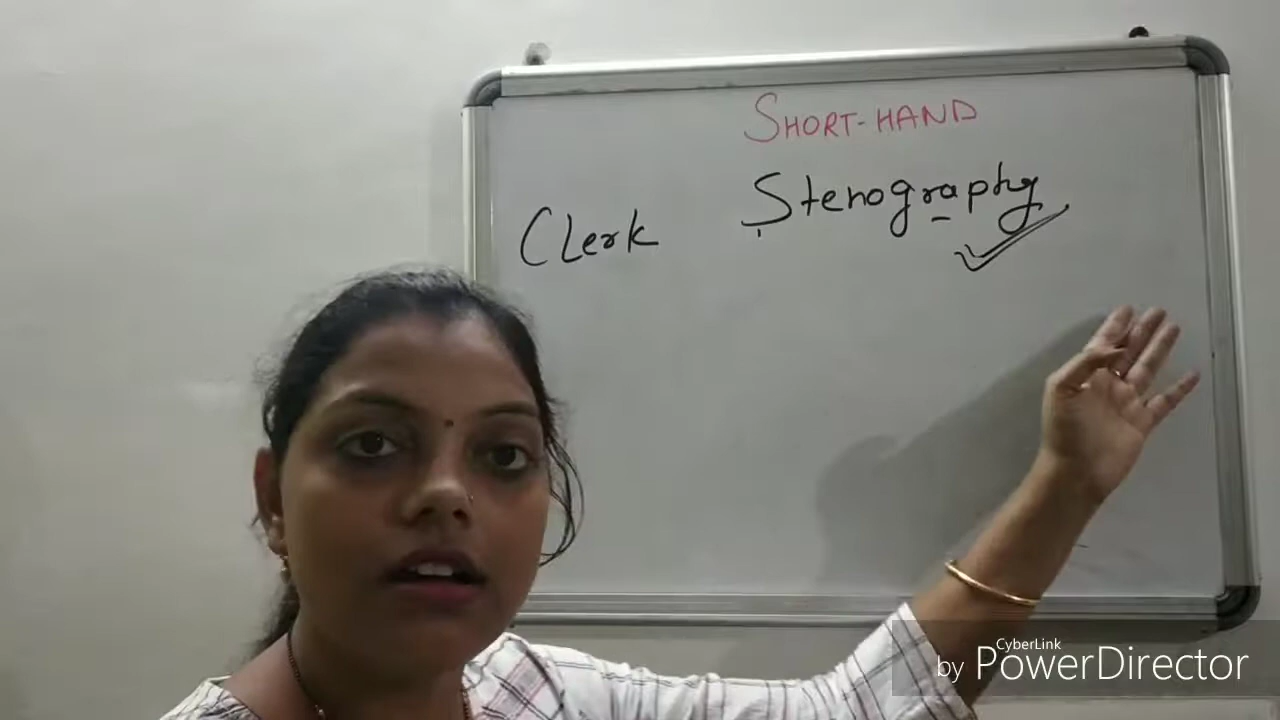 SHORT-HAND
Stenography
Clerk
CyberLink
by PowerDirector